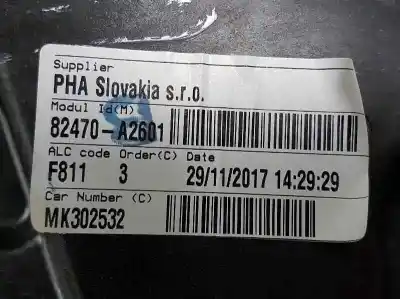 Supplier
PHA Slovakia s.r.o.
Modul Id(M)
82470-A2601
ALC code Order(C) Date
F811 3 29/11/2017 14:29:29
Car Number (C)
MK302532